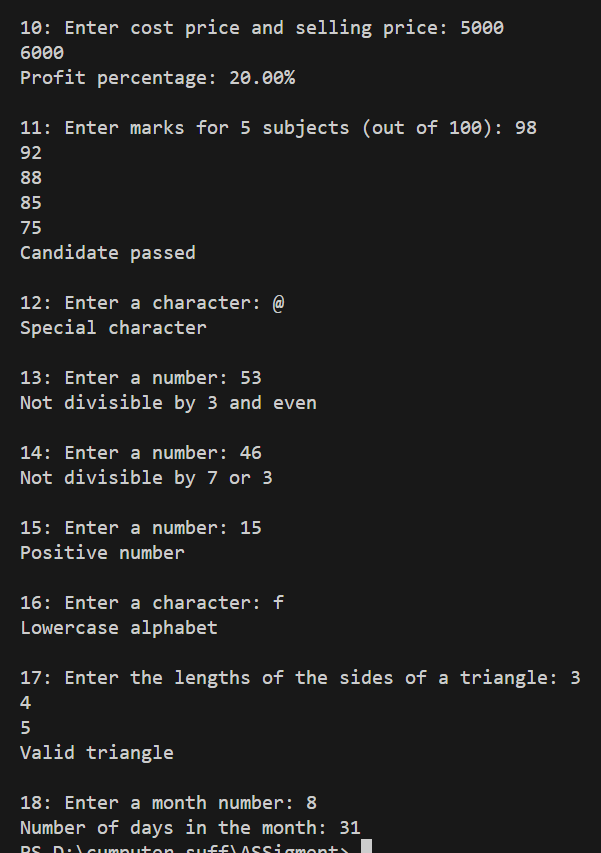 10: Enter cost price and selling price: 5000
6000
Profit percentage: 20.00%
11: Enter marks for 5 subjects (out of 100): 98
92
88
85
75
Candidate passed
12: Enter a character: @
Special character
13: Enter a number: 53
Not divisible by 3 and even
14: Enter a number: 46
Not divisible by 7 or 3
15: Enter a number: 15
Positive number
16: Enter a character: f
Lowercase alphabet
17: Enter the lengths of the sides of a triangle: 3
4
5
Valid triangle
18: Enter a month number: 8
Number of days in the month: 31
PS D:\cumputer suff\ASSigment>